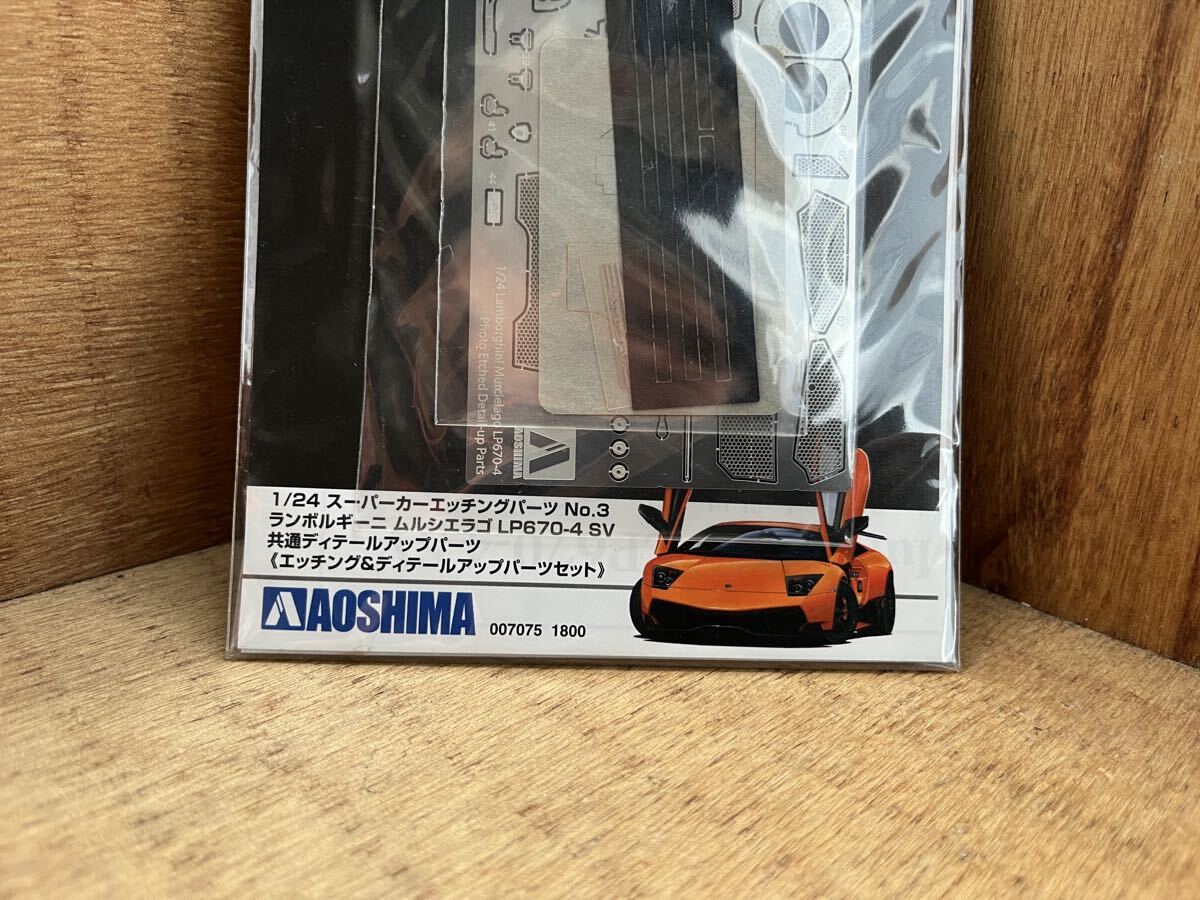 39
41
1/24 Lamborghini Murcielago LP670-4
Photo Etched Detail-up Parts
AOSHIMA
1/24 スーパーカーエッチングパーツ No.3
ランボルギーニ ムルシエラゴ LP670-4 SV
共通ディテールアップパーツ
《エッチング&ディテールアップパーツセット》
AOSHIMA 007075 1800